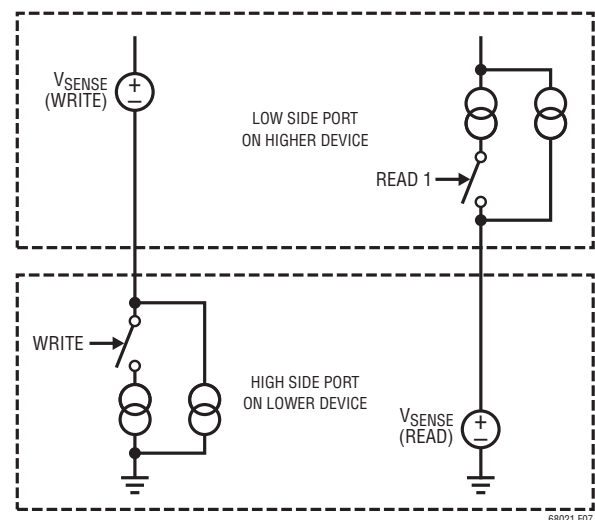 VSENSE
(WRITE)
+
−
LOW SIDE PORT
ON HIGHER DEVICE
READ 1
WRITE
HIGH SIDE PORT
ON LOWER DEVICE
VSENSE
(READ)
+
−
68021 F07